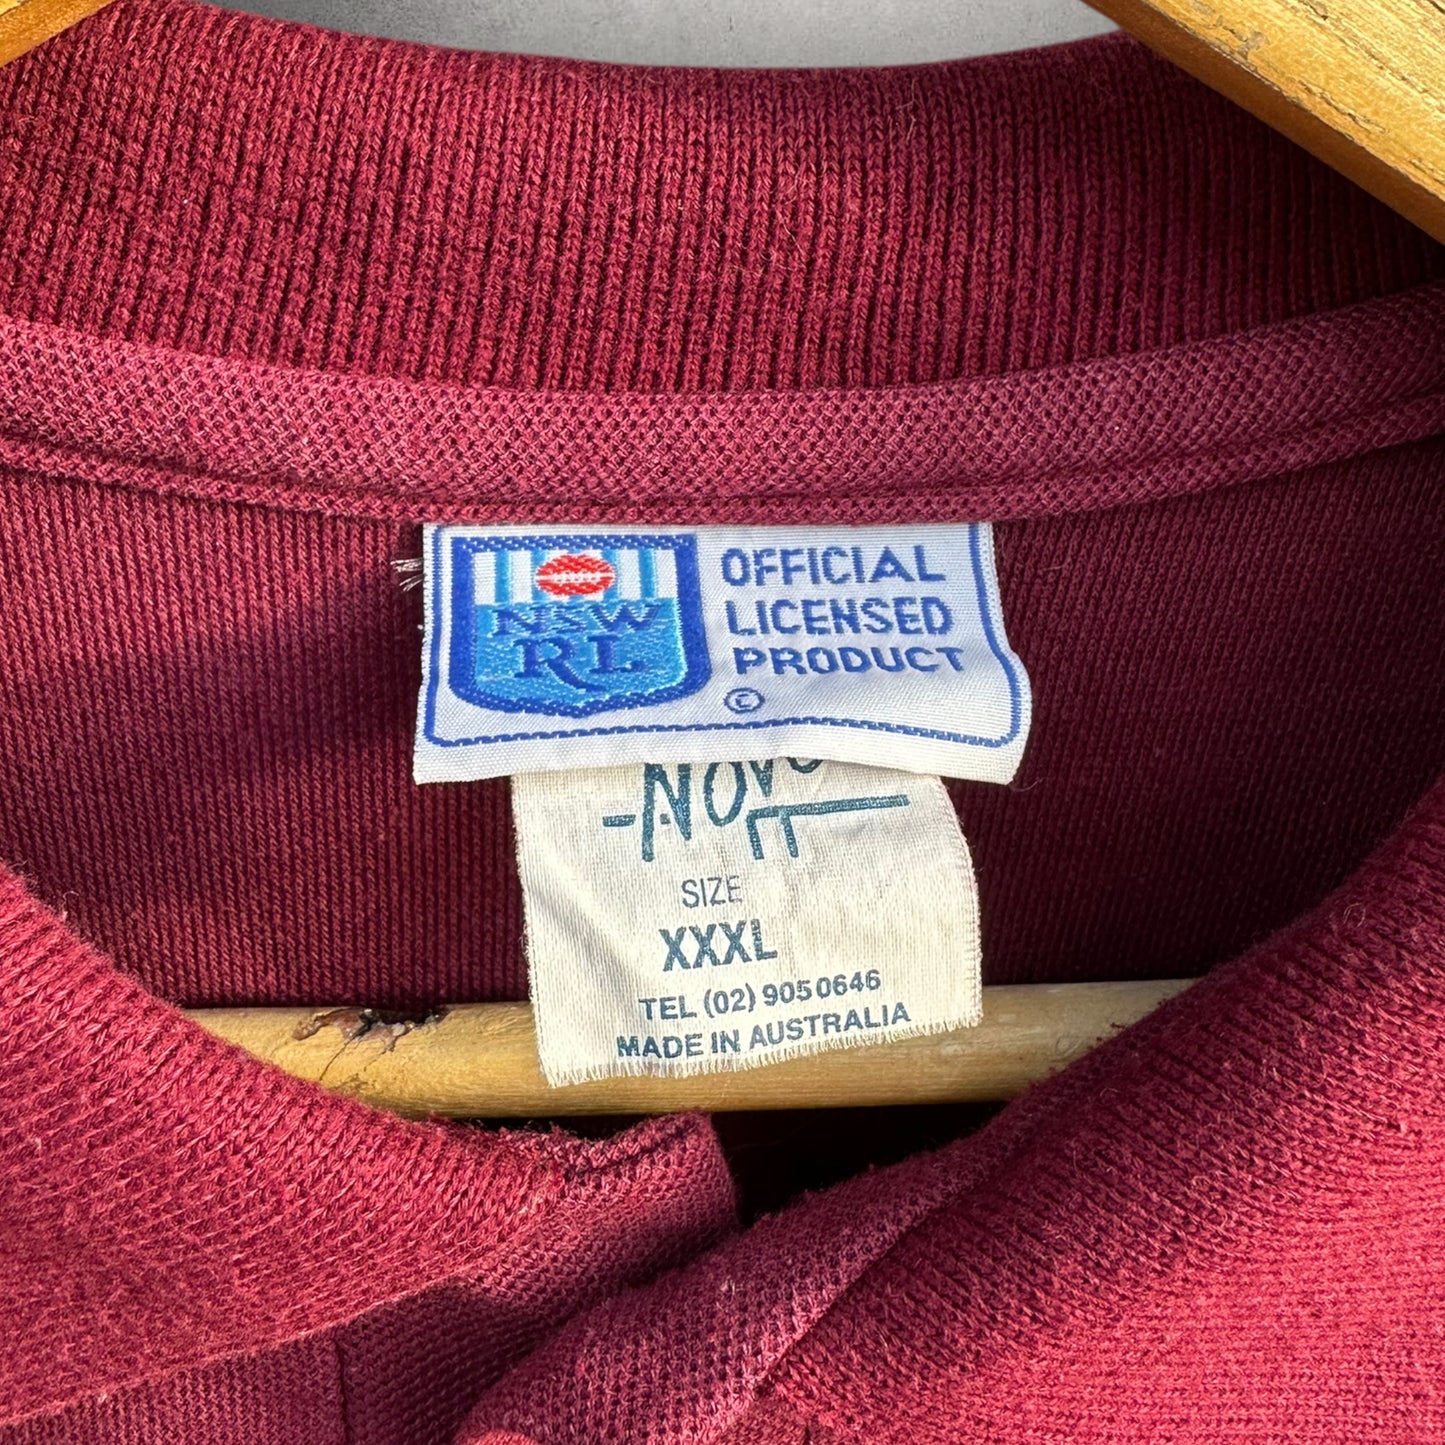 NSW
RL
OFFICIAL
LICENSED
PRODUCT
©
SIZE
XXXL
TEL (02) 905 0646
MADE IN AUSTRALIA